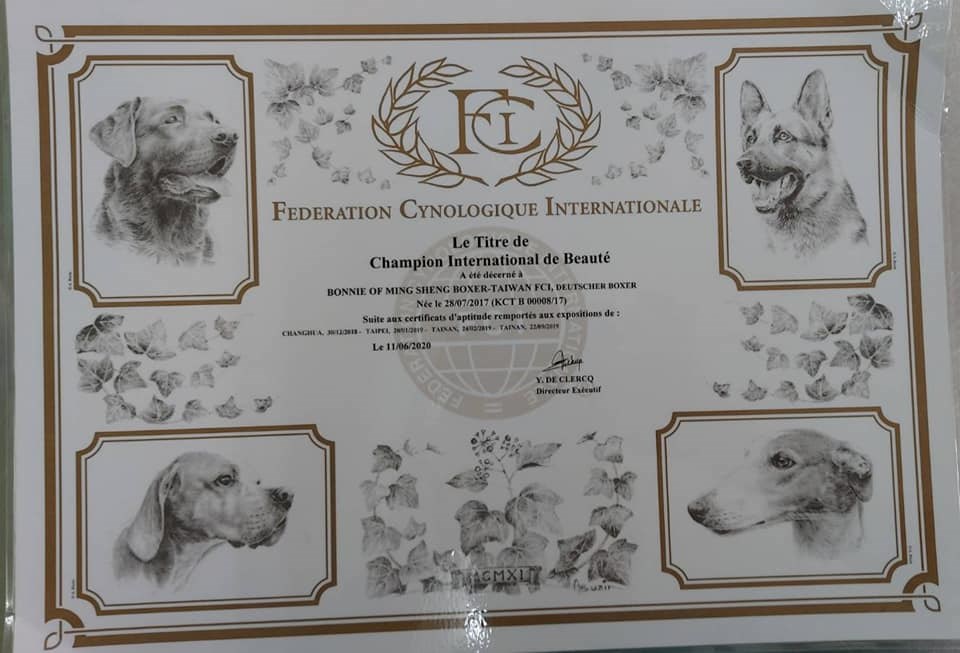 FCI
FEDERATION CYNOLOGIQUE INTERNATIONALE
Le Titre de
Champion International de Beauté
A été décerné à
BONNIE OF MING SHENG BOXER-TAIWAN FCI, DEUTSCHER BOXER
Née le 28/07/2017 (KCT B 00008/17)
Suite aux certificats d'aptitude remportés aux expositions de :
CHANGHUA, 30/12/2018 - TAIPEI, 20/01/2019 - TAINAN, 24/02/2019 - TAINAN, 22/09/2019
Le 11/06/2020
Y. DE CLERCQ
Directeur Exécutif